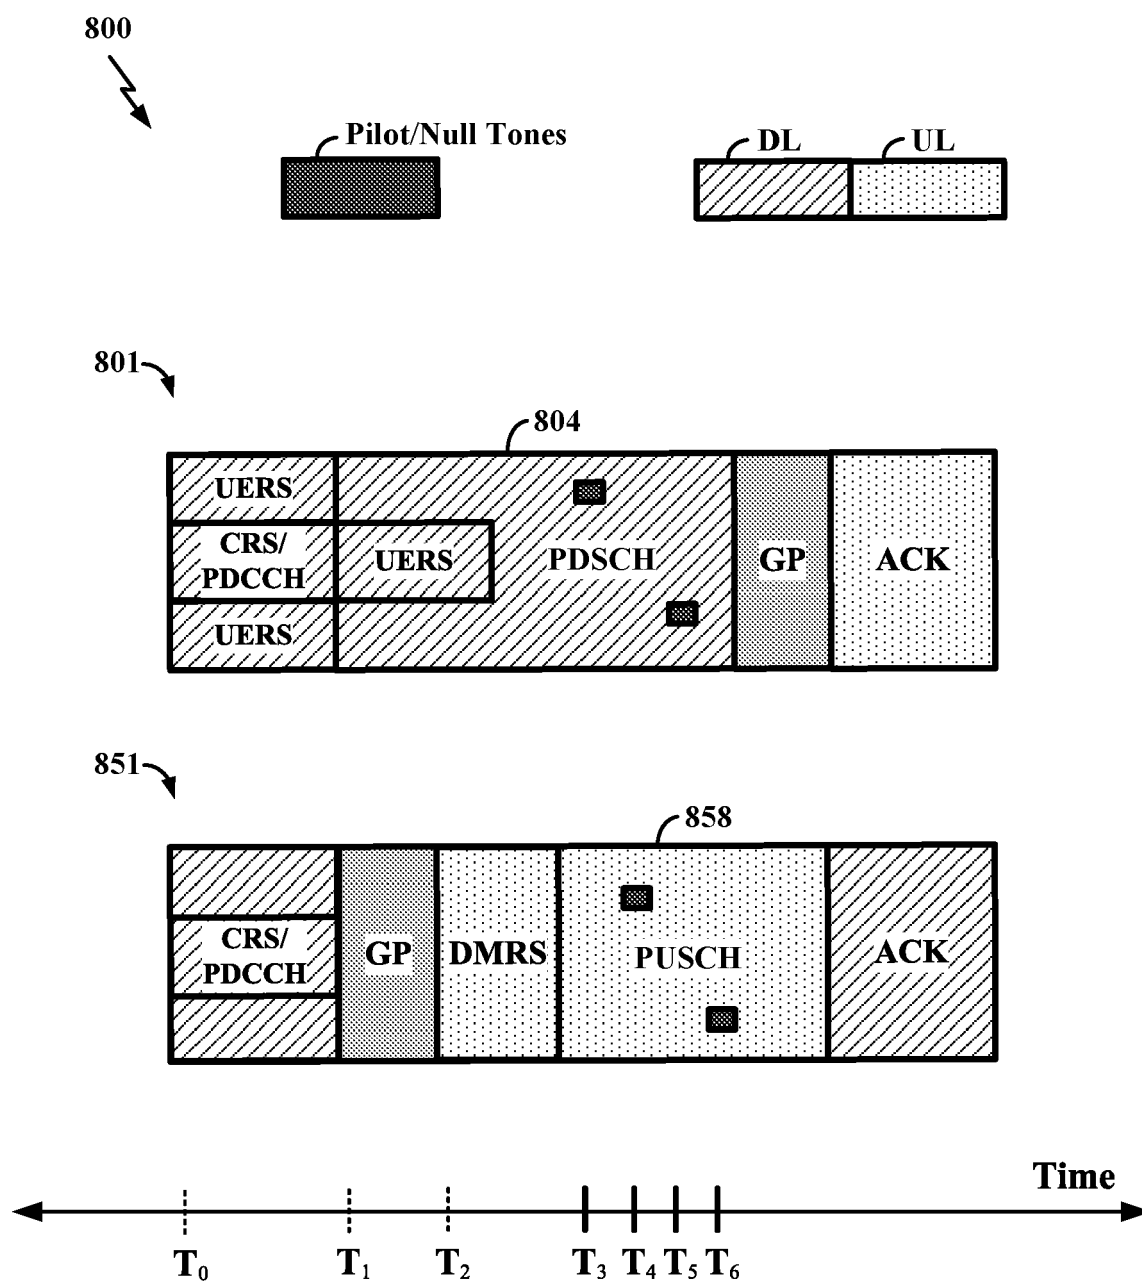 800
Pilot/Null Tones
DL
UL
801
804
UERS
CRS/
PDCCH
UERS
UERS
PDSCH
GP
ACK
851
858
CRS/
PDCCH
GP
DMRS
PUSCH
ACK
Time
T0
T1
T2
T3
T4
T5
T6